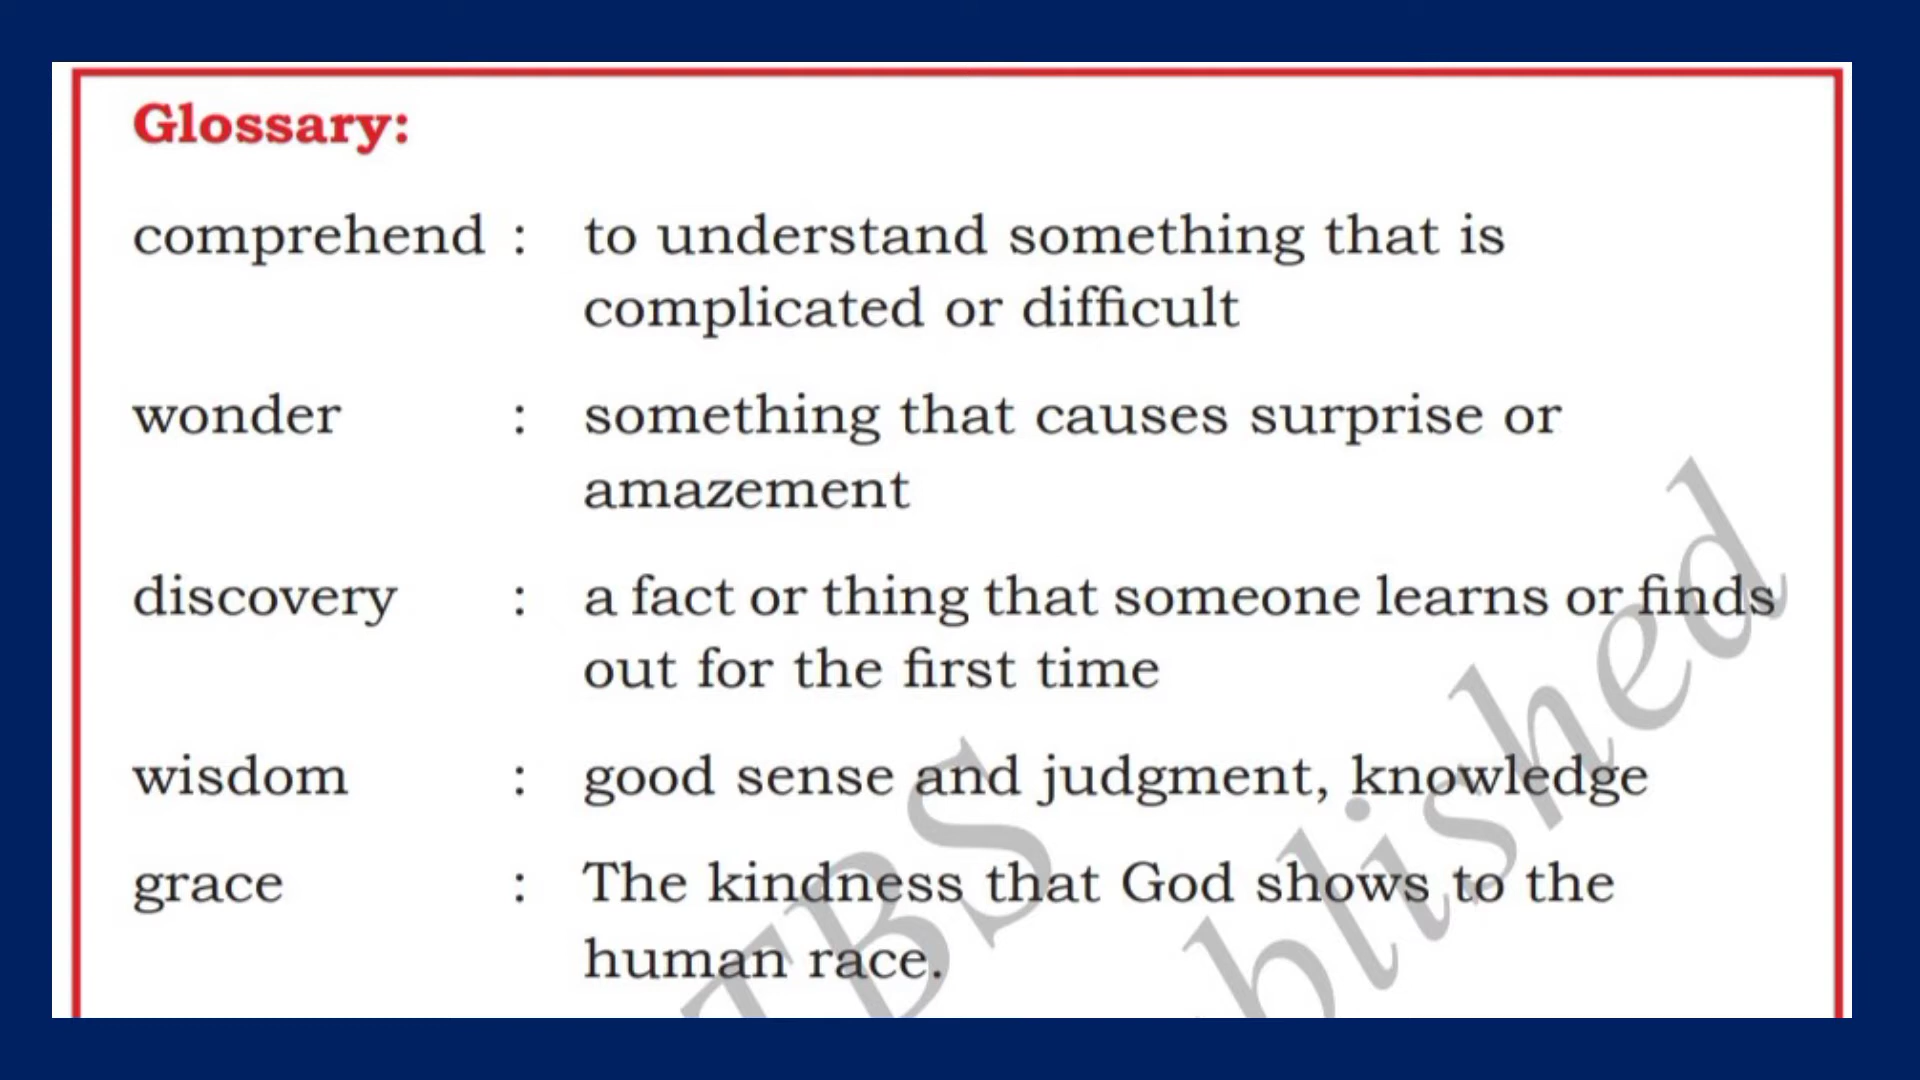 Glossary:
comprehend : to understand something that is
complicated or difficult
wonder : something that causes surprise or
amazement
discovery : a fact or thing that someone learns or finds
out for the first time
wisdom : good sense and judgment, knowledge
grace : The kindness that God shows to the
human race.
TBS
blished